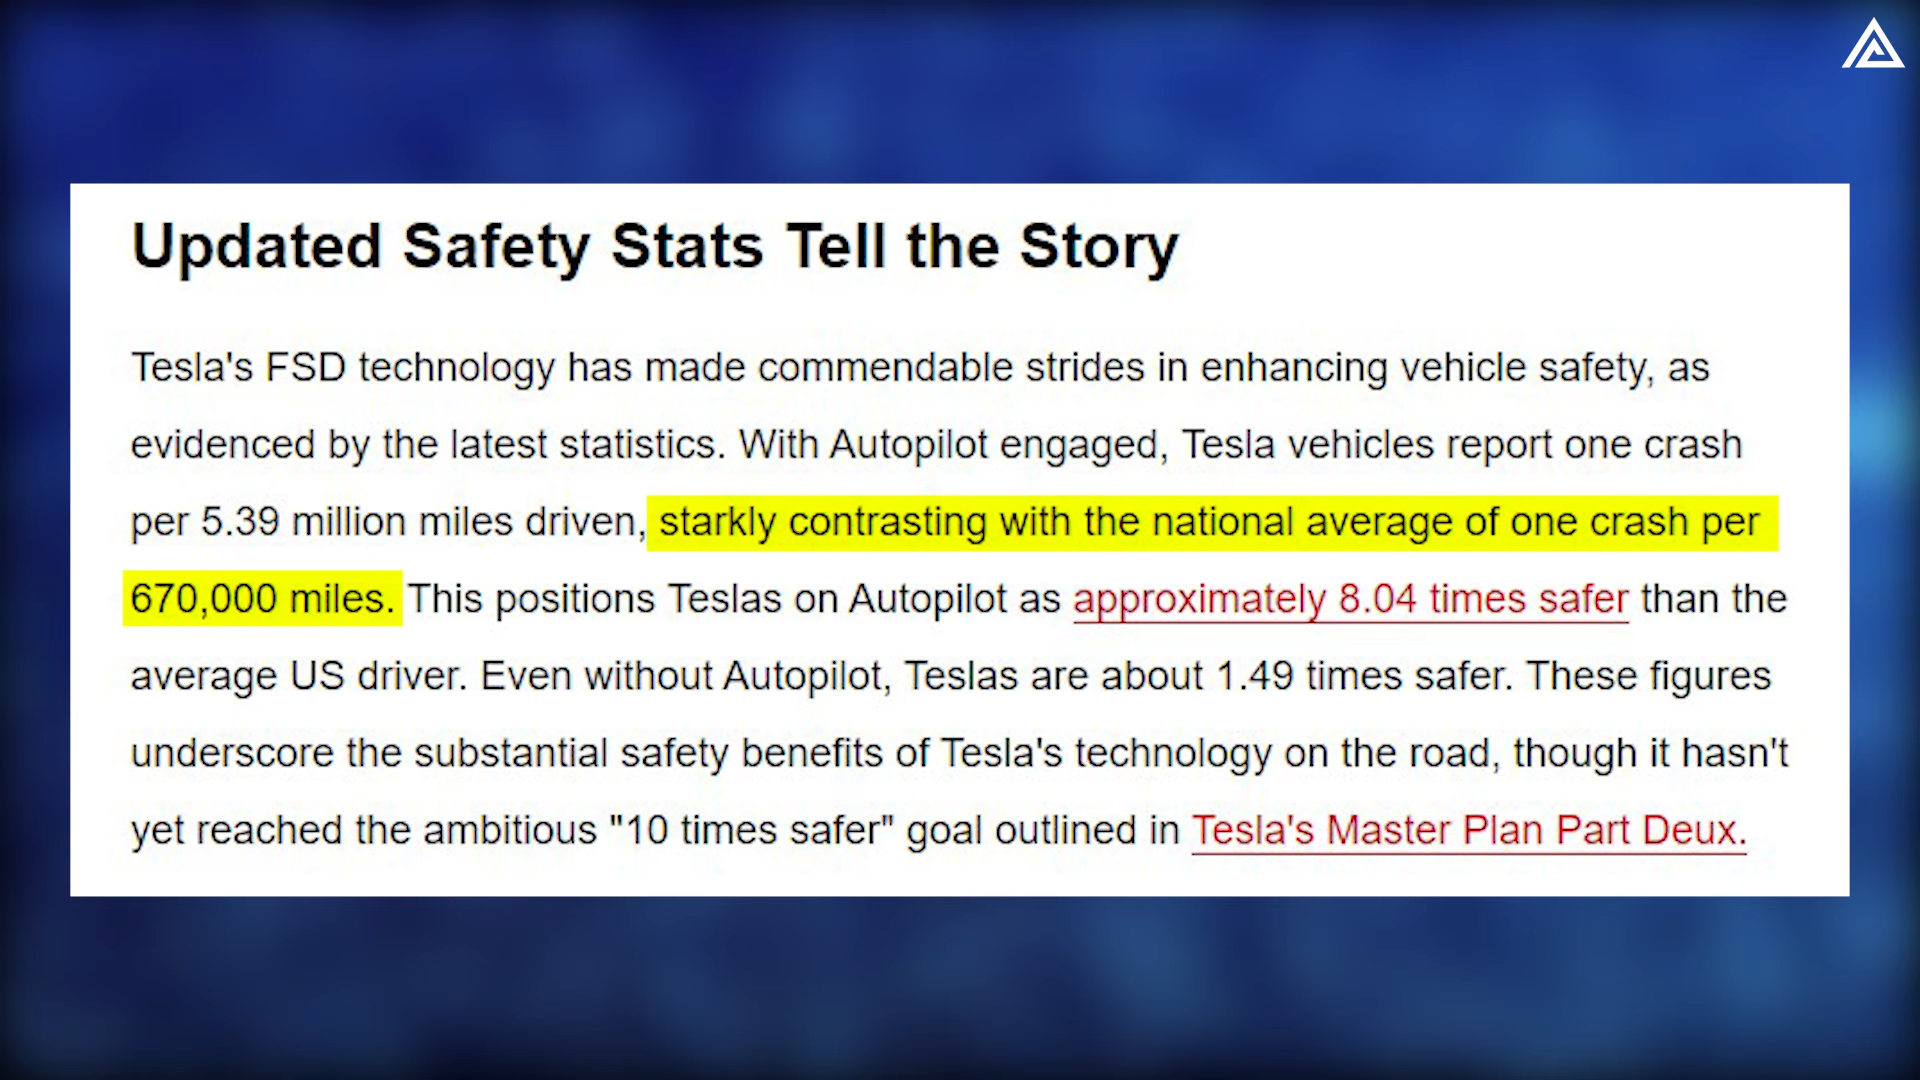 Updated Safety Stats Tell the Story
Tesla's FSD technology has made commendable strides in enhancing vehicle safety, as
evidenced by the latest statistics. With Autopilot engaged, Tesla vehicles report one crash
per 5.39 million miles driven, starkly contrasting with the national average of one crash per
670,000 miles. This positions Teslas on Autopilot as approximately 8.04 times safer than the
average US driver. Even without Autopilot, Teslas are about 1.49 times safer. These figures
underscore the substantial safety benefits of Tesla's technology on the road, though it hasn't
yet reached the ambitious "10 times safer" goal outlined in Tesla's Master Plan Part Deux.